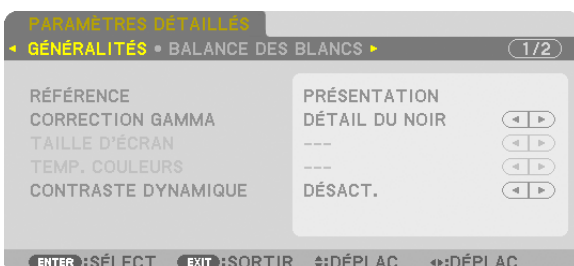 PARAMÈTRES DÉTAILLÉS
GÉNÉRALITÉS • BALANCE DES BLANCS 1/2
RÉFÉRENCE PRÉSENTATION
CORRECTION GAMMA DÉTAIL DU NOIR
TAILLE D'ÉCRAN ---
TEMP. COULEURS ---
CONTRASTE DYNAMIQUE DÉSACT.
ENTER :SÉLECT EXIT :SORTIR :DÉPLAC :DÉPLAC